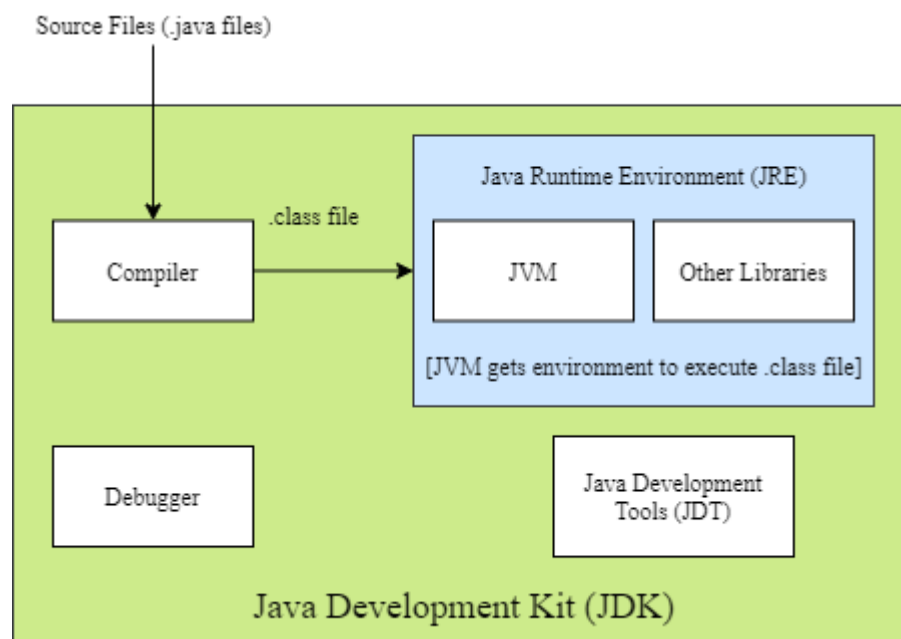 Source Files (.java files)
Java Runtime Environment (JRE)
.class file
Compiler
JVM
Other Libraries
[JVM gets environment to execute .class file]
Debugger
Java Development
Tools (JDT)
Java Development Kit (JDK)